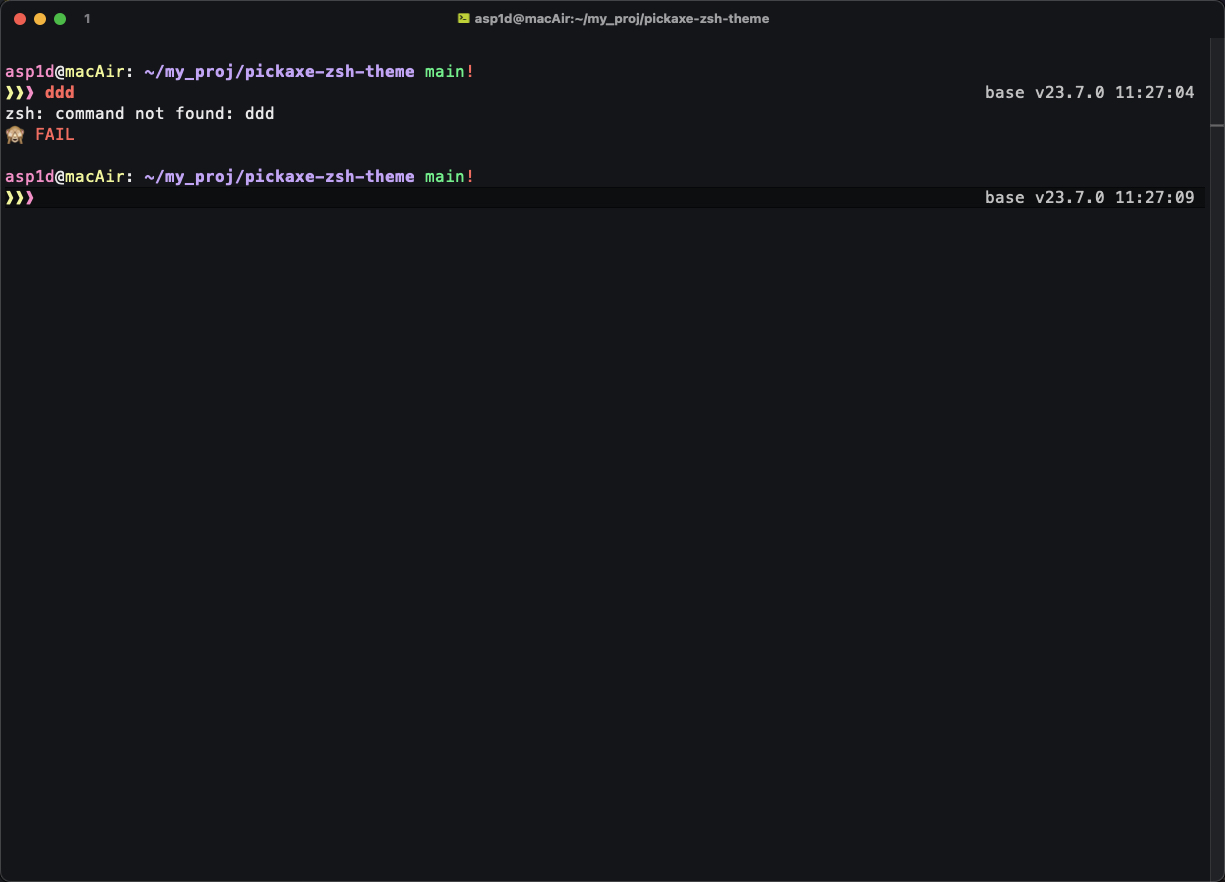 1
asp1d@macAir:~/my_proj/pickaxe-zsh-theme
asp1d@macAir: ~/my_proj/pickaxe-zsh-theme main!
❯❯❯ ddd base v23.7.0 11:27:04
zsh: command not found: ddd
🙈 FAIL
asp1d@macAir: ~/my_proj/pickaxe-zsh-theme main!
❯❯❯ base v23.7.0 11:27:09